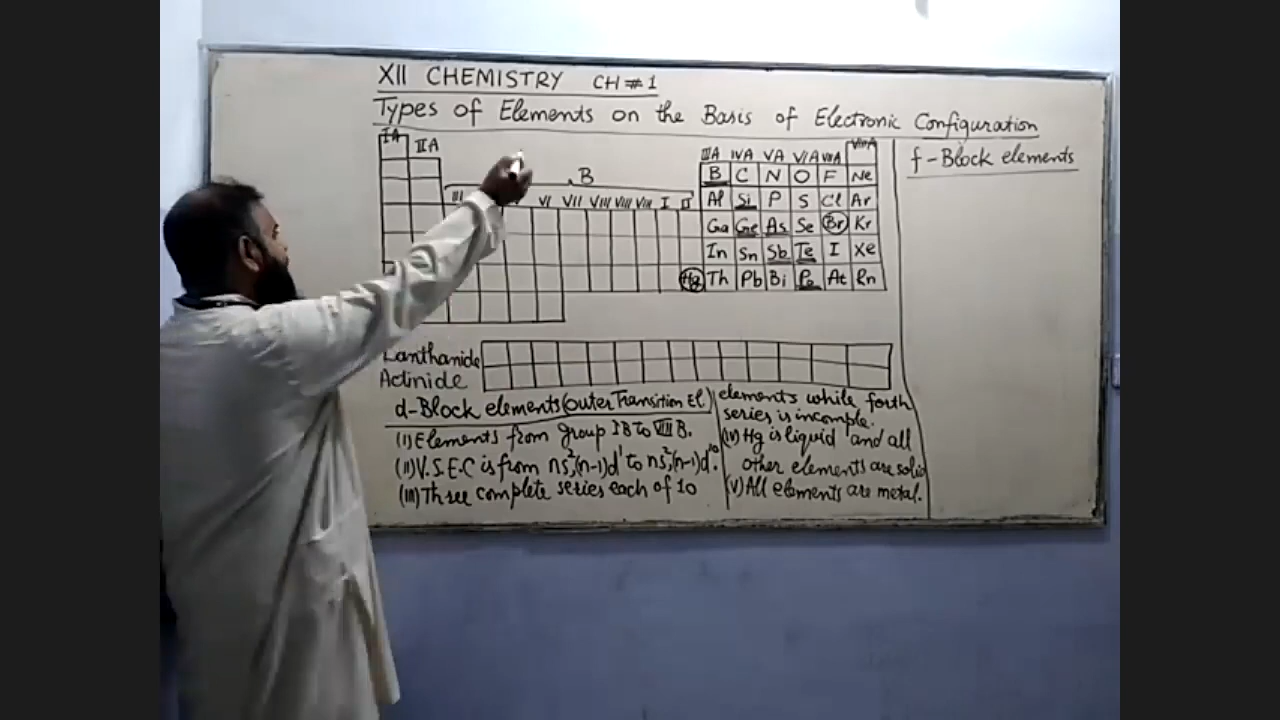 XII CHEMISTRY CH # 1
Types of Elements on the Basis of Electronic Configuration
IA
IIA
B
III VI VII VIII VIII VIII I II
IIIA IVA VA VIA VIIA VIIIA
B C N O F Ne
Al Si P S Cl Ar
Ga Ge As Se Br Kr
In Sn Sb Te I Xe
Hg Th Pb Bi Po At Rn
Lanthanide
Actinide
d-Block elements (outer Transition El)
(I) Elements from group IB to VIII B.
(II) V.S.E.C is from ns², (n-1)d¹ to ns², (n-1)d¹⁰.
(III) Three complete series each of 10
elements while forth
series is incomple.
(IV) Hg is liquid and all
other elements are solid
(V) All elements are metal.
f-Block elements